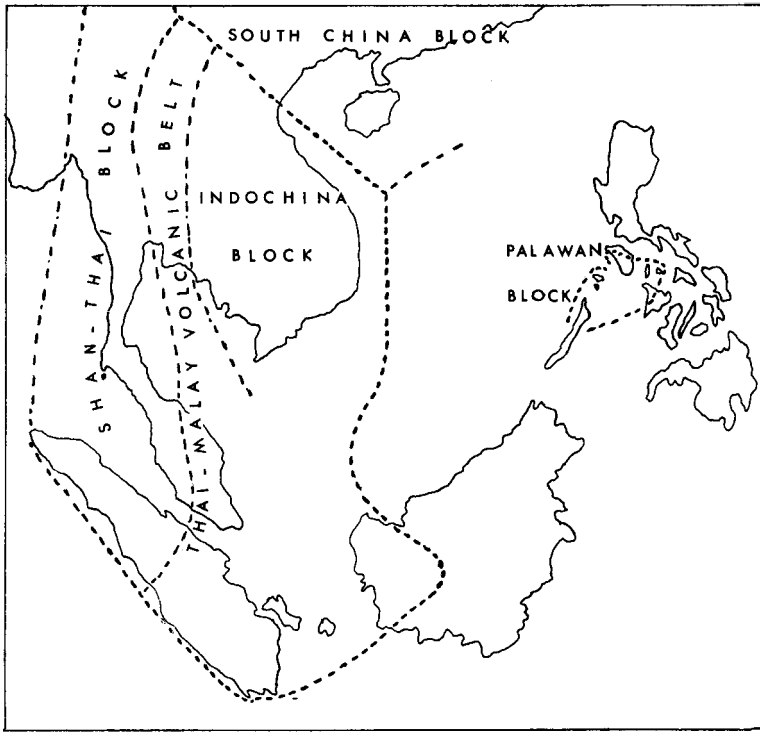 SOUTH CHINA BLOCK
SHAN-THAI BLOCK
THAI-MALAY VOLCANIC BELT
INDOCHINA
BLOCK
PALAWAN
BLOCK